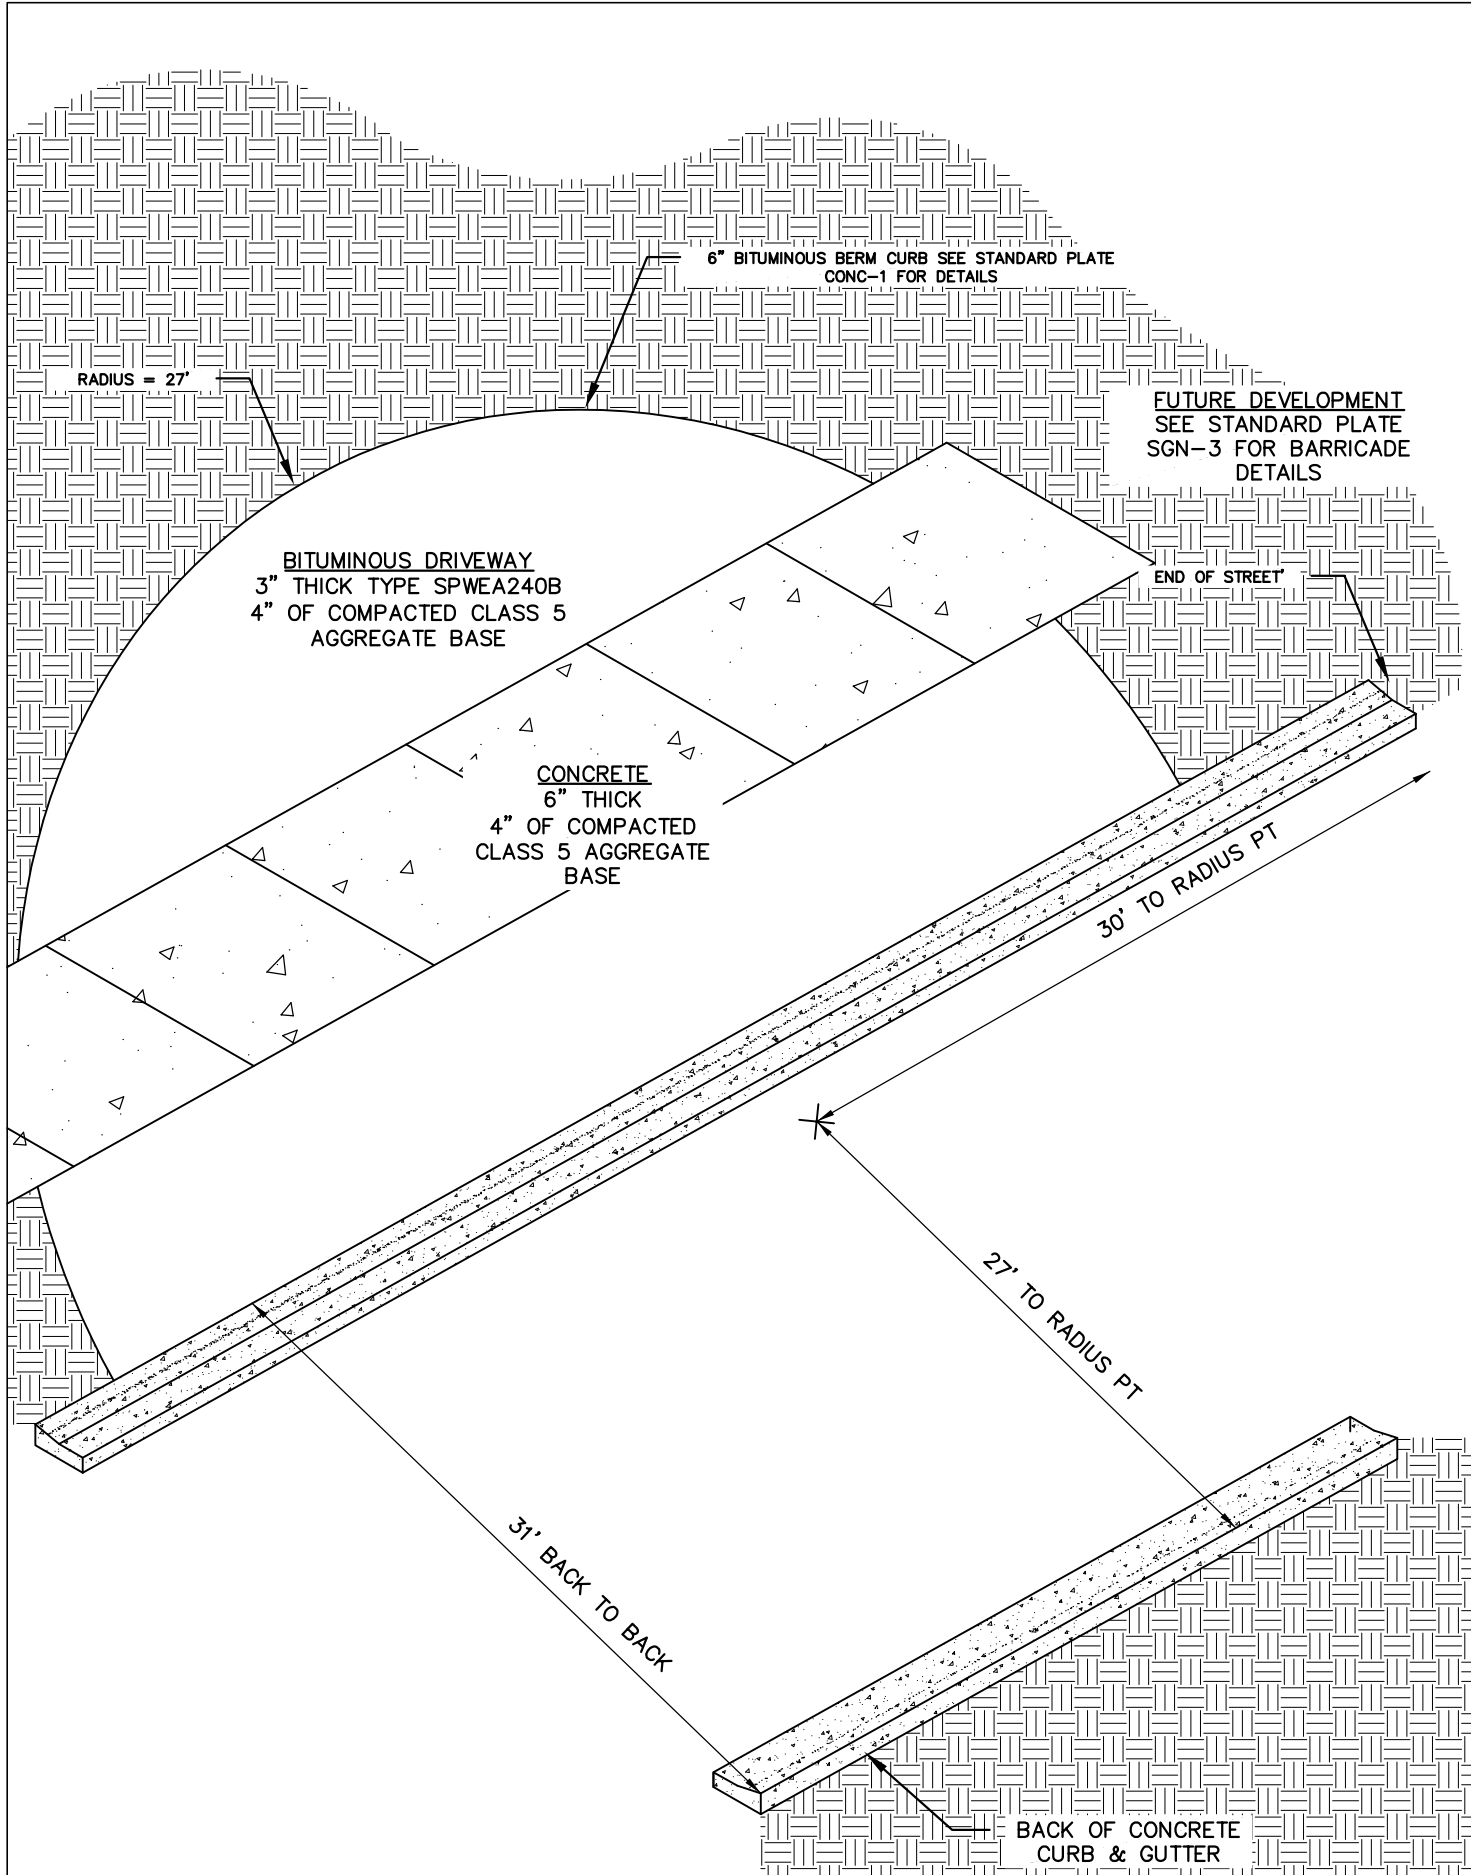 6" BITUMINOUS BERM CURB SEE STANDARD PLATE
CONC-1 FOR DETAILS
RADIUS = 27'
FUTURE DEVELOPMENT
SEE STANDARD PLATE
SGN-3 FOR BARRICADE
DETAILS
BITUMINOUS DRIVEWAY
3" THICK TYPE SPWEA240B
4" OF COMPACTED CLASS 5
AGGREGATE BASE
END OF STREET'
CONCRETE
6" THICK
4" OF COMPACTED
CLASS 5 AGGREGATE
BASE
30' TO RADIUS PT
27' TO RADIUS PT
31' BACK TO BACK
BACK OF CONCRETE
CURB & GUTTER